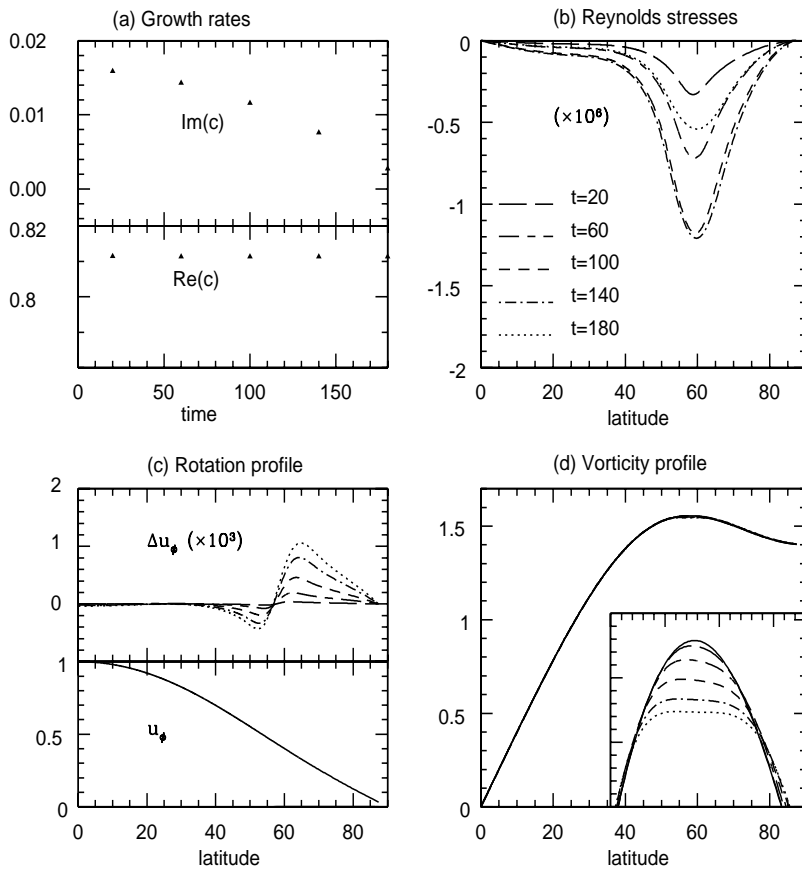 (a) Growth rates
0.02
0.01
0.00
Im(c)
0.82
0.8
Re(c)
0 50 100 150
time
(b) Reynolds stresses
0
-0.5
-1
-1.5
-2
(×10⁶)
t=20
t=60
t=100
t=140
t=180
0 20 40 60 80
latitude
(c) Rotation profile
2
1
0
Δu_ϕ (×10³)
1
0.5
0
u_ϕ
0 20 40 60 80
latitude
(d) Vorticity profile
1.5
1
0.5
0
0 20 40 60 80
latitude